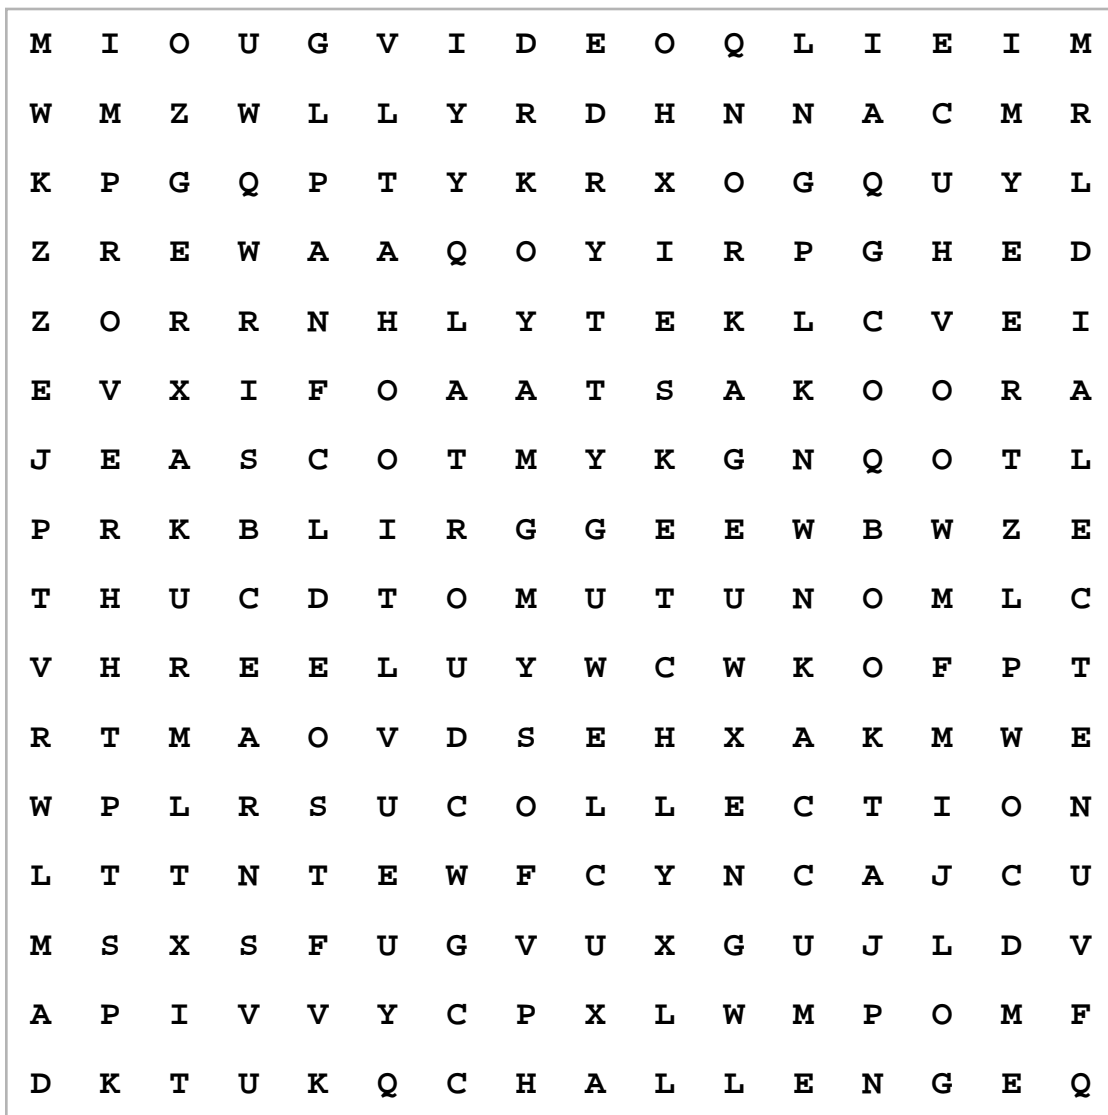 M I O U G V I D E O Q L I E I M
W M Z W L L Y R D H N N A C M R
K P G Q P T Y K R X O G Q U Y L
Z R E W A A Q O Y I R P G H E D
Z O R R N H L Y T E K L C V E I
E V X I F O A A T S A K O O R A
J E A S C O T M Y K G N Q O T L
P R K B L I R G G E E W B W Z E
T H U C D T O M U T U N O M L C
V H R E E L U Y W C W K O F P T
R T M A O V D S E H X A K M W E
W P L R S U C O L L E C T I O N
L T T N T E W F C Y N C A J C U
M S X S F U G V U X G U J L D V
A P I V V Y C P X L W M P O M F
D K T U K Q C H A L L E N G E Q